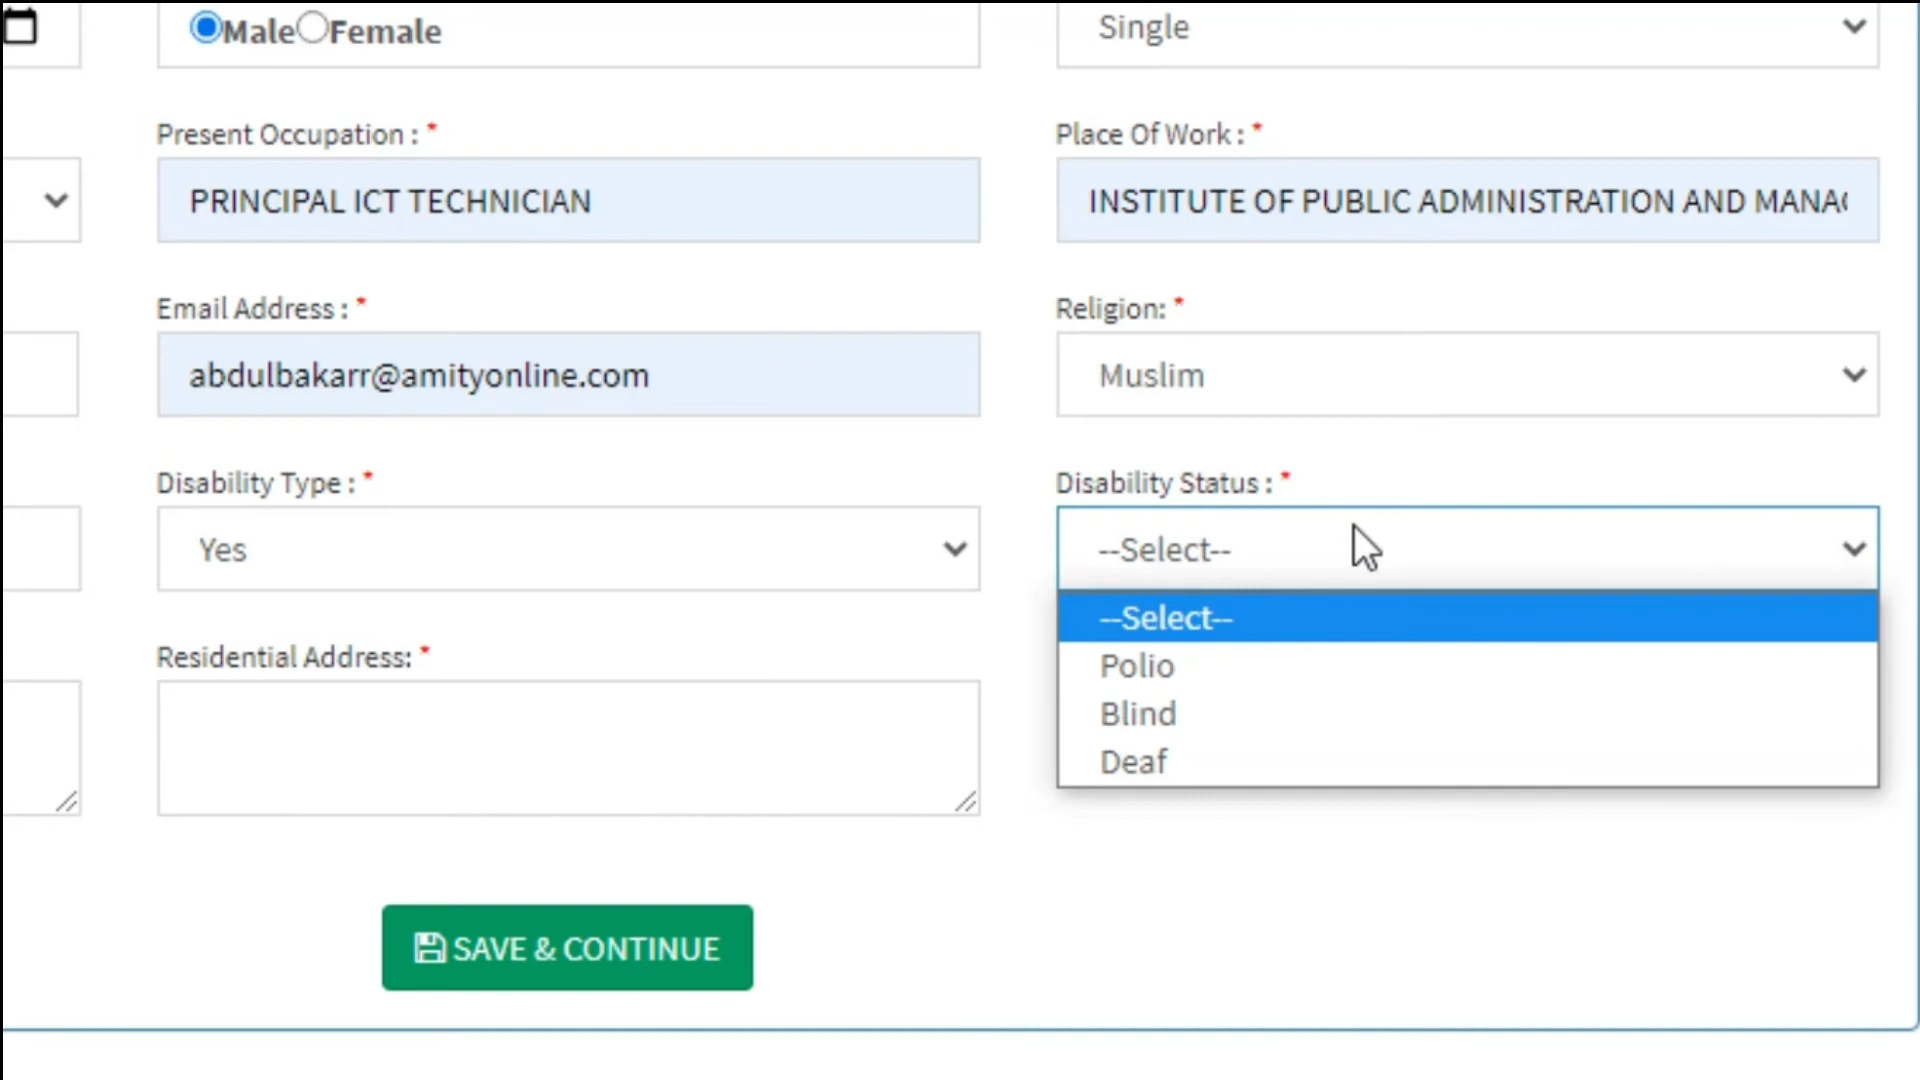 Male Female
Single
Present Occupation : *
Place Of Work : *
PRINCIPAL ICT TECHNICIAN
INSTITUTE OF PUBLIC ADMINISTRATION AND MANAG
Email Address : *
Religion: *
abdulbakarr@amityonline.com
Muslim
Disability Type : *
Disability Status : *
Yes
--Select--
--Select--
Polio
Blind
Deaf
Residential Address: *
SAVE & CONTINUE